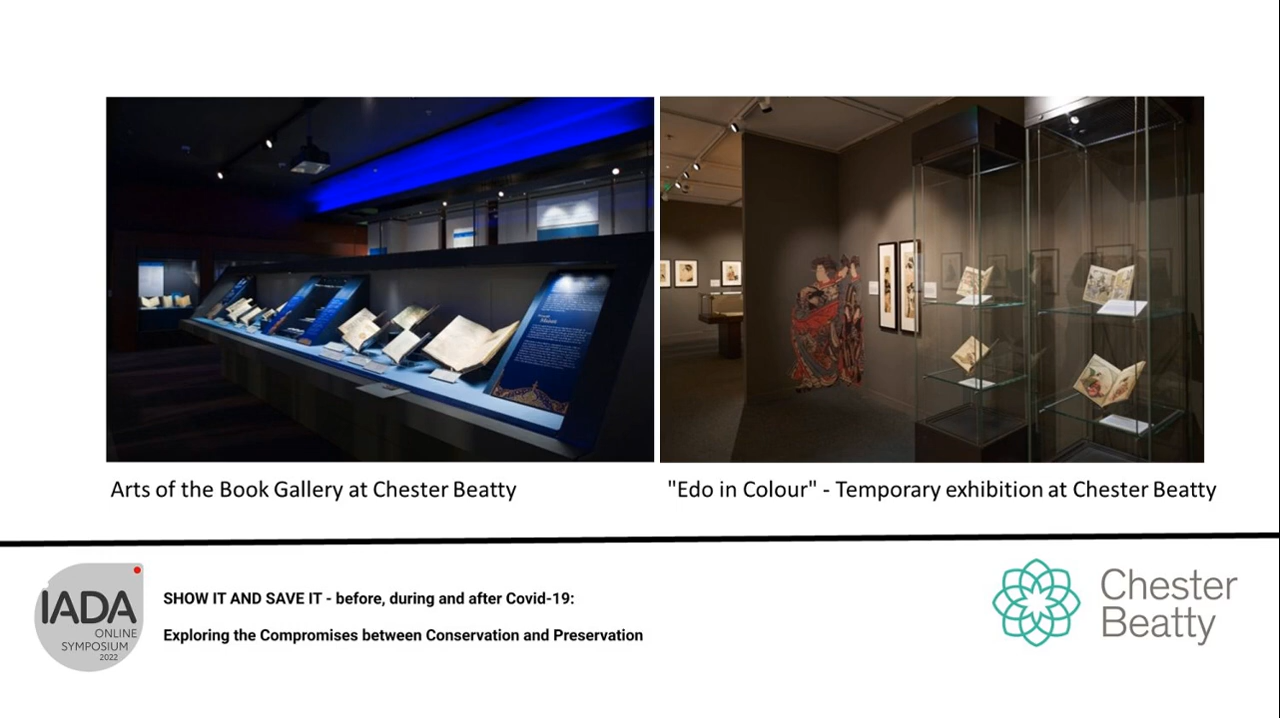 Arts of the Book Gallery at Chester Beatty
"Edo in Colour" - Temporary exhibition at Chester Beatty
IADA
ONLINE
SYMPOSIUM
2022
SHOW IT AND SAVE IT - before, during and after Covid-19:
Exploring the Compromises between Conservation and Preservation
Chester
Beatty